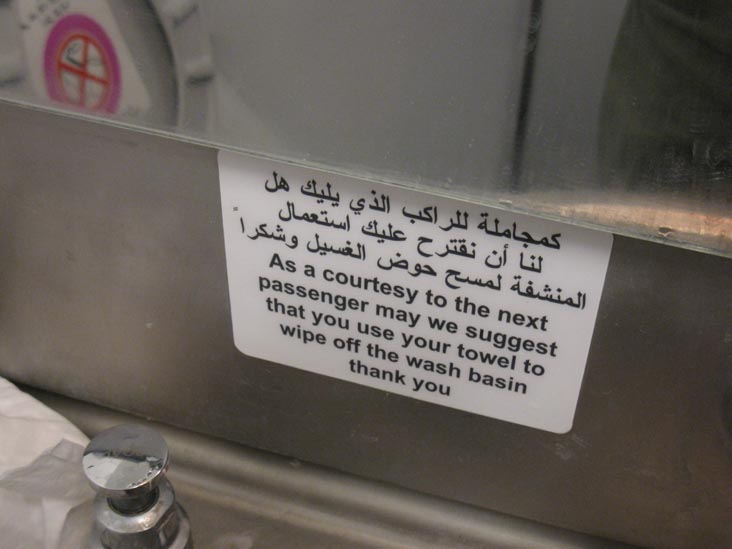 كمجاملة للراكب الذي يليك هل
لنا أن نقترح عليك استعمال
المنشفة لمسح حوض الغسيل وشكراً
As a courtesy to the next
passenger may we suggest
that you use your towel to
wipe off the wash basin
thank you